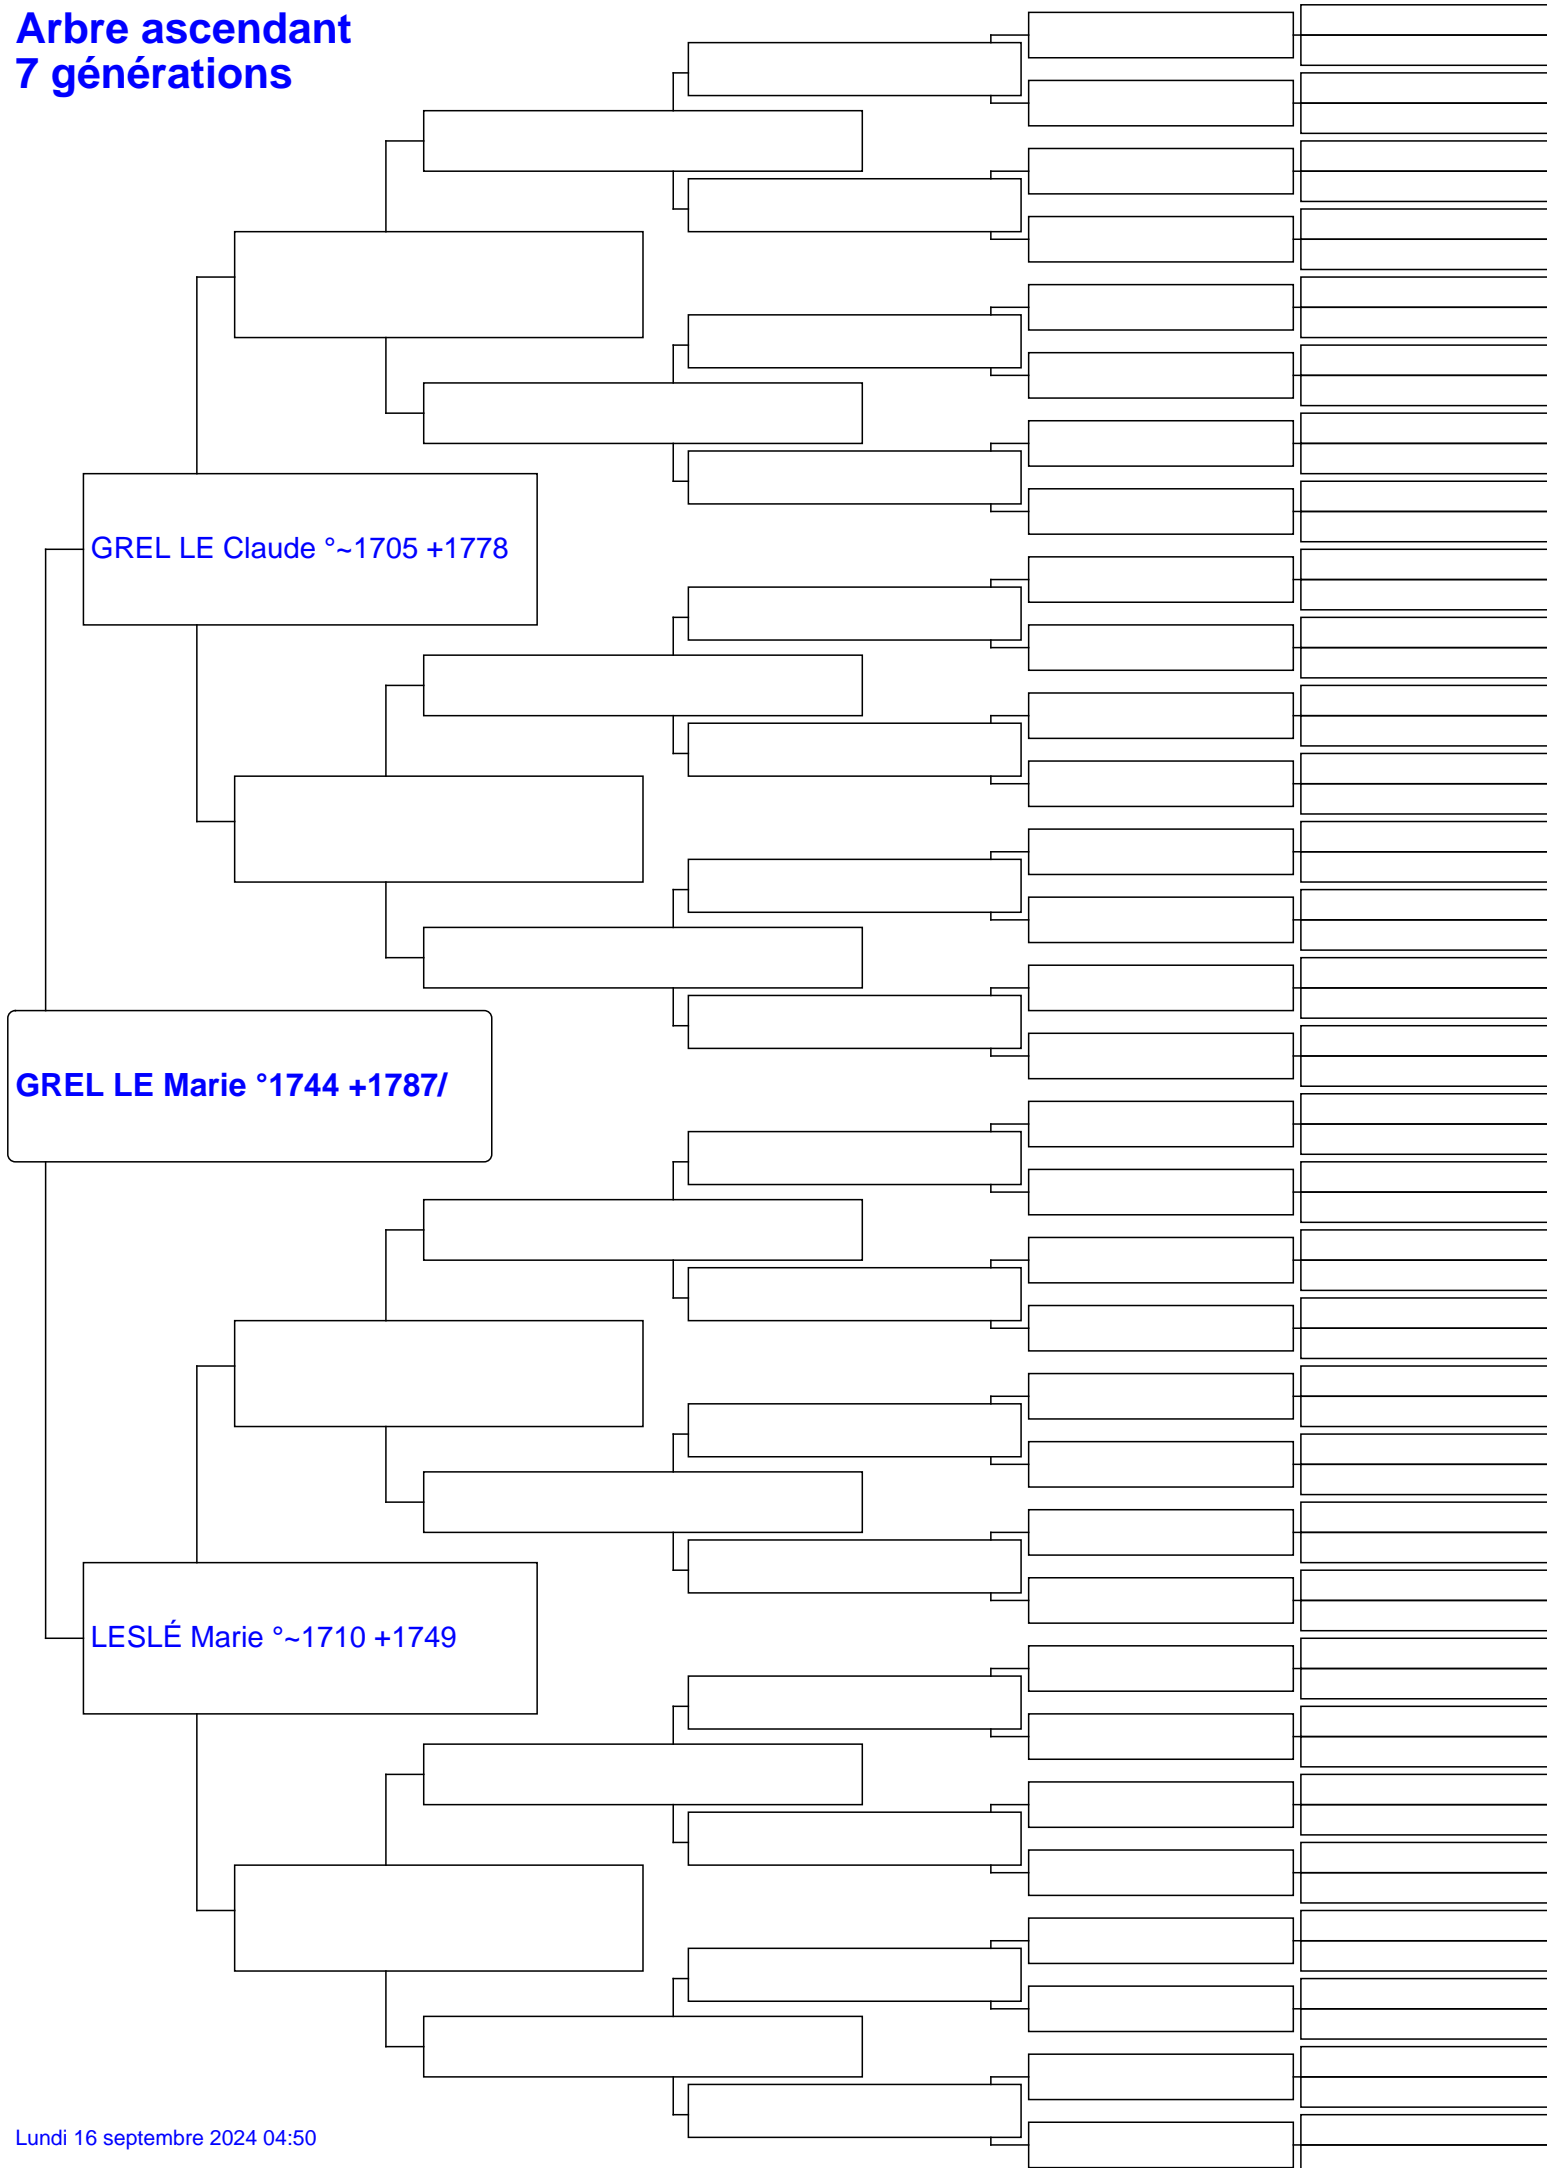 Arbre ascendant
7 générations
GREL LE Claude °~1705 +1778
GREL LE Marie °1744 +1787/
LESLÉ Marie °~1710 +1749
Lundi 16 septembre 2024 04:50